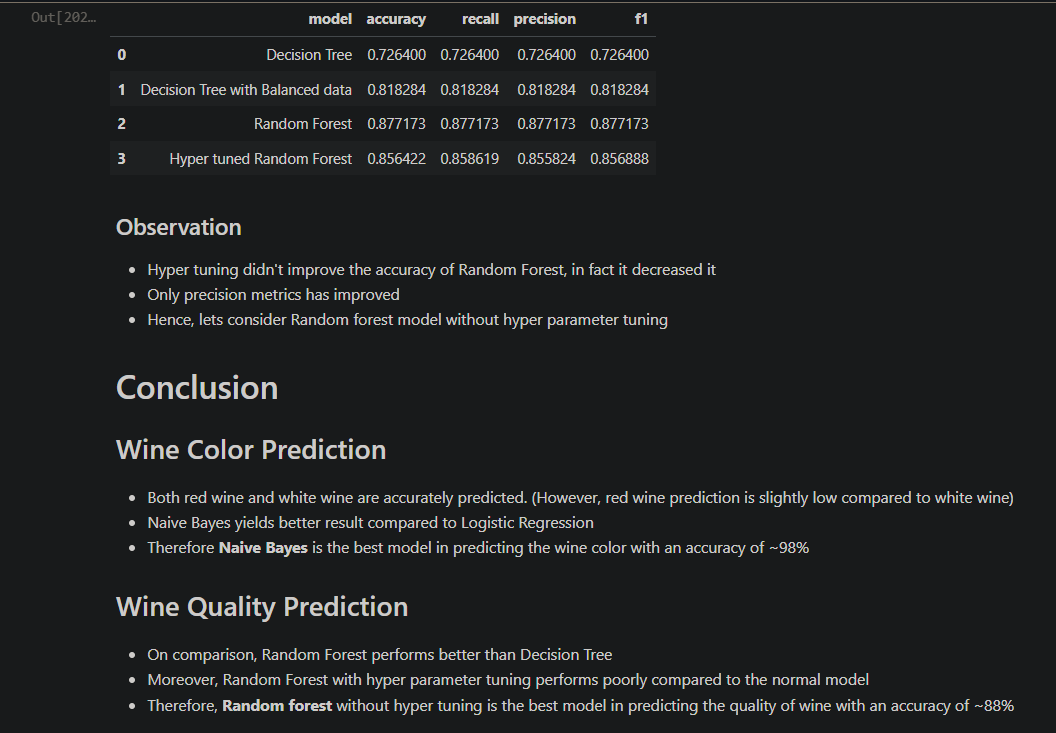 Out[202...
model accuracy recall precision f1
0 Decision Tree 0.726400 0.726400 0.726400 0.726400
1 Decision Tree with Balanced data 0.818284 0.818284 0.818284 0.818284
2 Random Forest 0.877173 0.877173 0.877173 0.877173
3 Hyper tuned Random Forest 0.856422 0.858619 0.855824 0.856888
Observation
• Hyper tuning didn't improve the accuracy of Random Forest, in fact it decreased it
• Only precision metrics has improved
• Hence, lets consider Random forest model without hyper parameter tuning
Conclusion
Wine Color Prediction
• Both red wine and white wine are accurately predicted. (However, red wine prediction is slightly low compared to white wine)
• Naive Bayes yields better result compared to Logistic Regression
• Therefore Naive Bayes is the best model in predicting the wine color with an accuracy of ~98%
Wine Quality Prediction
• On comparison, Random Forest performs better than Decision Tree
• Moreover, Random Forest with hyper parameter tuning performs poorly compared to the normal model
• Therefore, Random forest without hyper tuning is the best model in predicting the quality of wine with an accuracy of ~88%